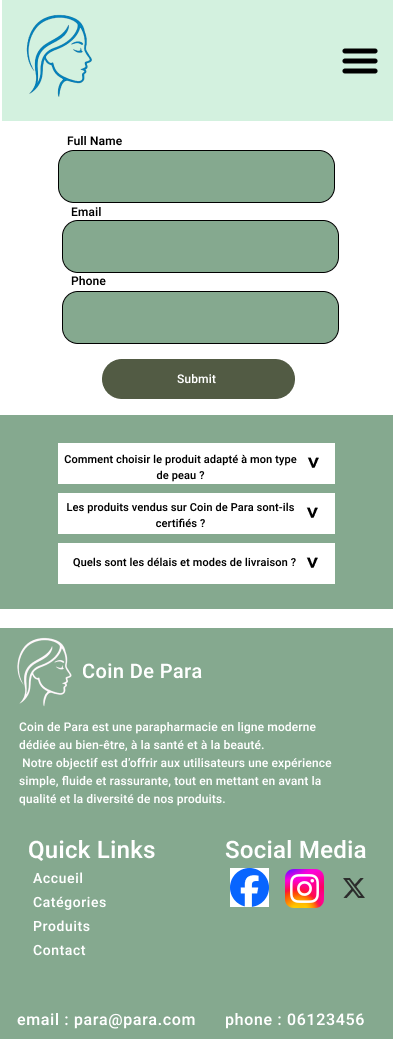 Full Name
Email
Phone
Submit
Comment choisir le produit adapté à mon type
de peau ?
V
Les produits vendus sur Coin de Para sont-ils
certifiés ?
V
Quels sont les délais et modes de livraison ?
V
Coin De Para
Coin de Para est une parapharmacie en ligne moderne
dédiée au bien-être, à la santé et à la beauté.
Notre objectif est d'offrir aux utilisateurs une expérience
simple, fluide et rassurante, tout en mettant en avant la
qualité et la diversité de nos produits.
Quick Links
Accueil
Catégories
Produits
Contact
Social Media
email : para@para.com
phone : 06123456